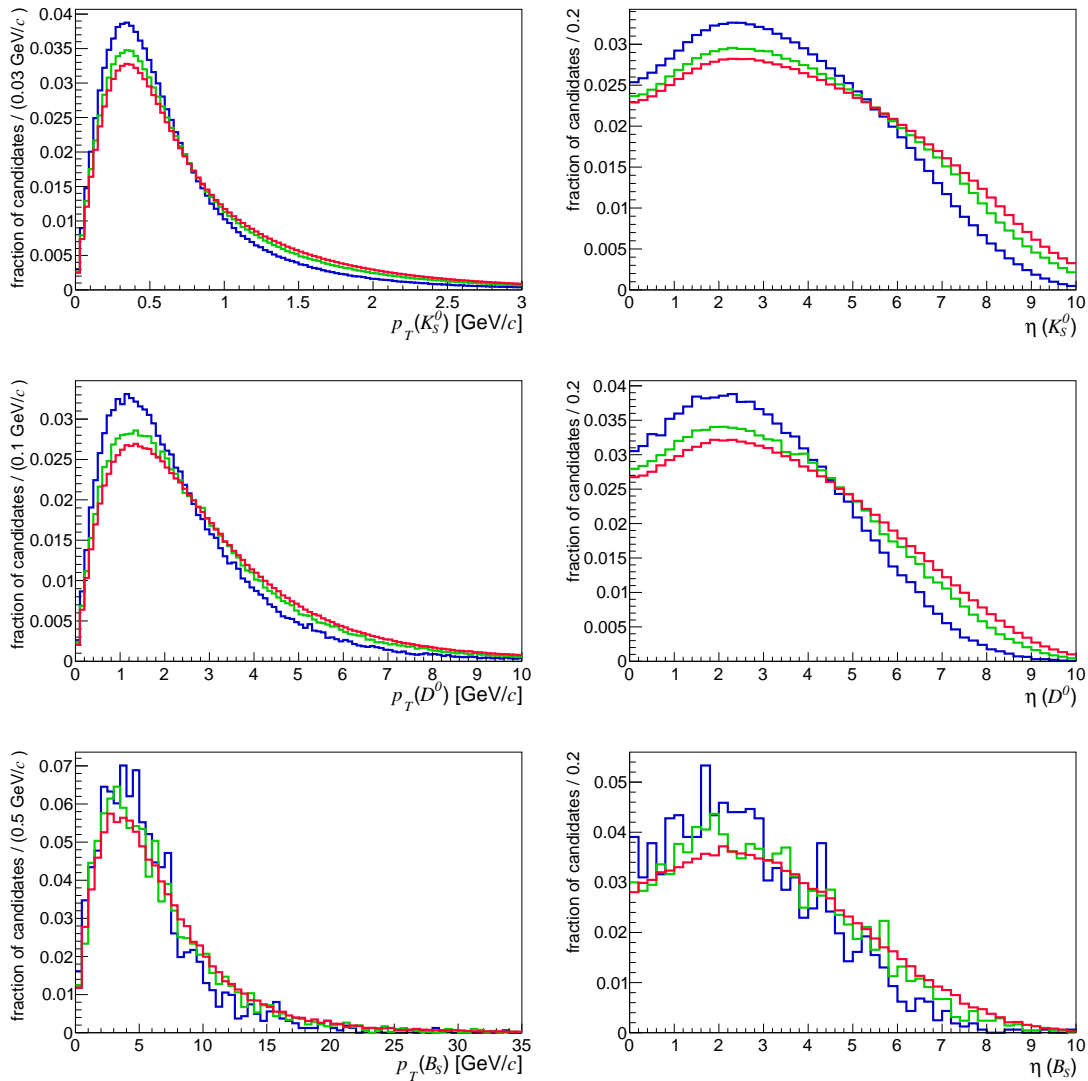 fraction of candidates / (0.03 GeV/c )
0.04
0.035
0.03
0.025
0.02
0.015
0.01
0.005
0
0 0.5 1 1.5 2 2.5 3
p_T(K_S^0) [GeV/c]
fraction of candidates / 0.2
0.03
0.025
0.02
0.015
0.01
0.005
0
0 1 2 3 4 5 6 7 8 9 10
η (K_S^0)
fraction of candidates / (0.1 GeV/c )
0.03
0.025
0.02
0.015
0.01
0.005
0
0 1 2 3 4 5 6 7 8 9 10
p_T(D^0) [GeV/c]
fraction of candidates / 0.2
0.04
0.035
0.03
0.025
0.02
0.015
0.01
0.005
0
0 1 2 3 4 5 6 7 8 9 10
η (D^0)
fraction of candidates / (0.5 GeV/c )
0.07
0.06
0.05
0.04
0.03
0.02
0.01
0
0 5 10 15 20 25 30 35
p_T(B_S) [GeV/c]
fraction of candidates / 0.2
0.05
0.04
0.03
0.02
0.01
0
0 1 2 3 4 5 6 7 8 9 10
η (B_S)